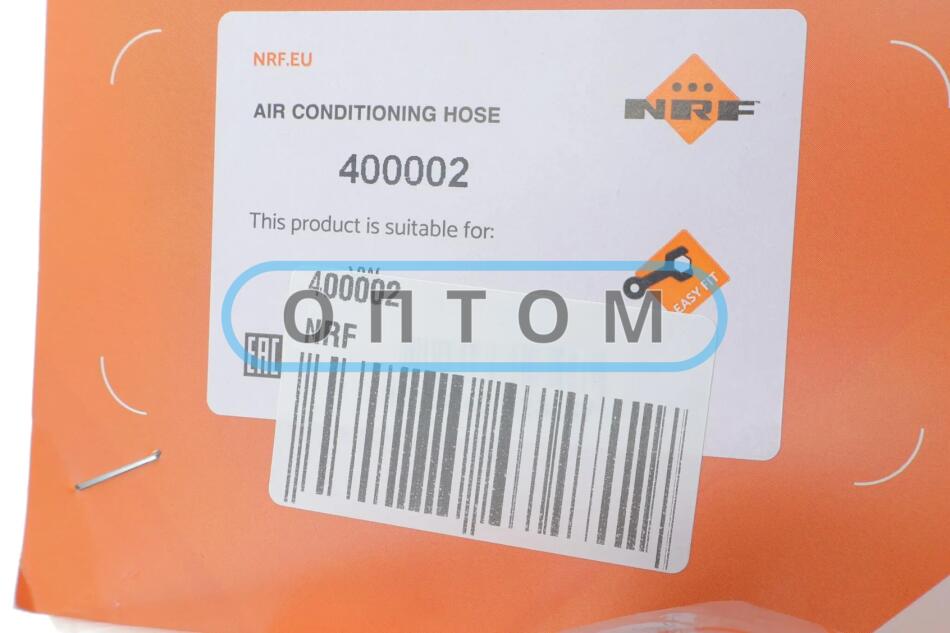 NRF.EU
NRF
AIR CONDITIONING HOSE
400002
This product is suitable for:
EASY FIT
400002
ОПТОМ
NRF
EAC